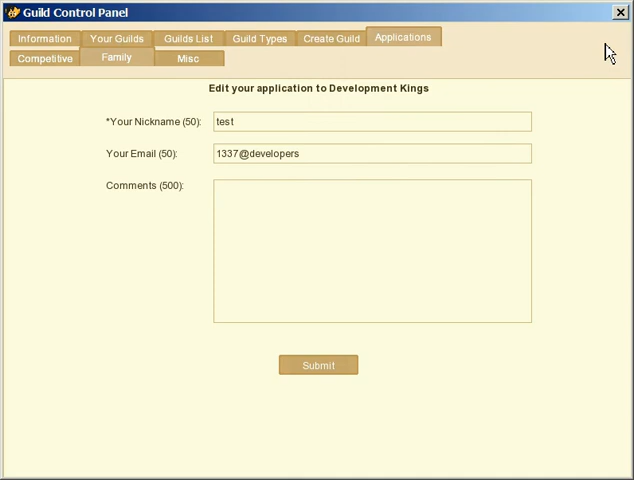 Guild Control Panel
Information Your Guilds Guilds List Guild Types Create Guild Applications
Competitive Family Misc
Edit your application to Development Kings
*Your Nickname (50): test
Your Email (50): 1337@developers
Comments (500):
Submit